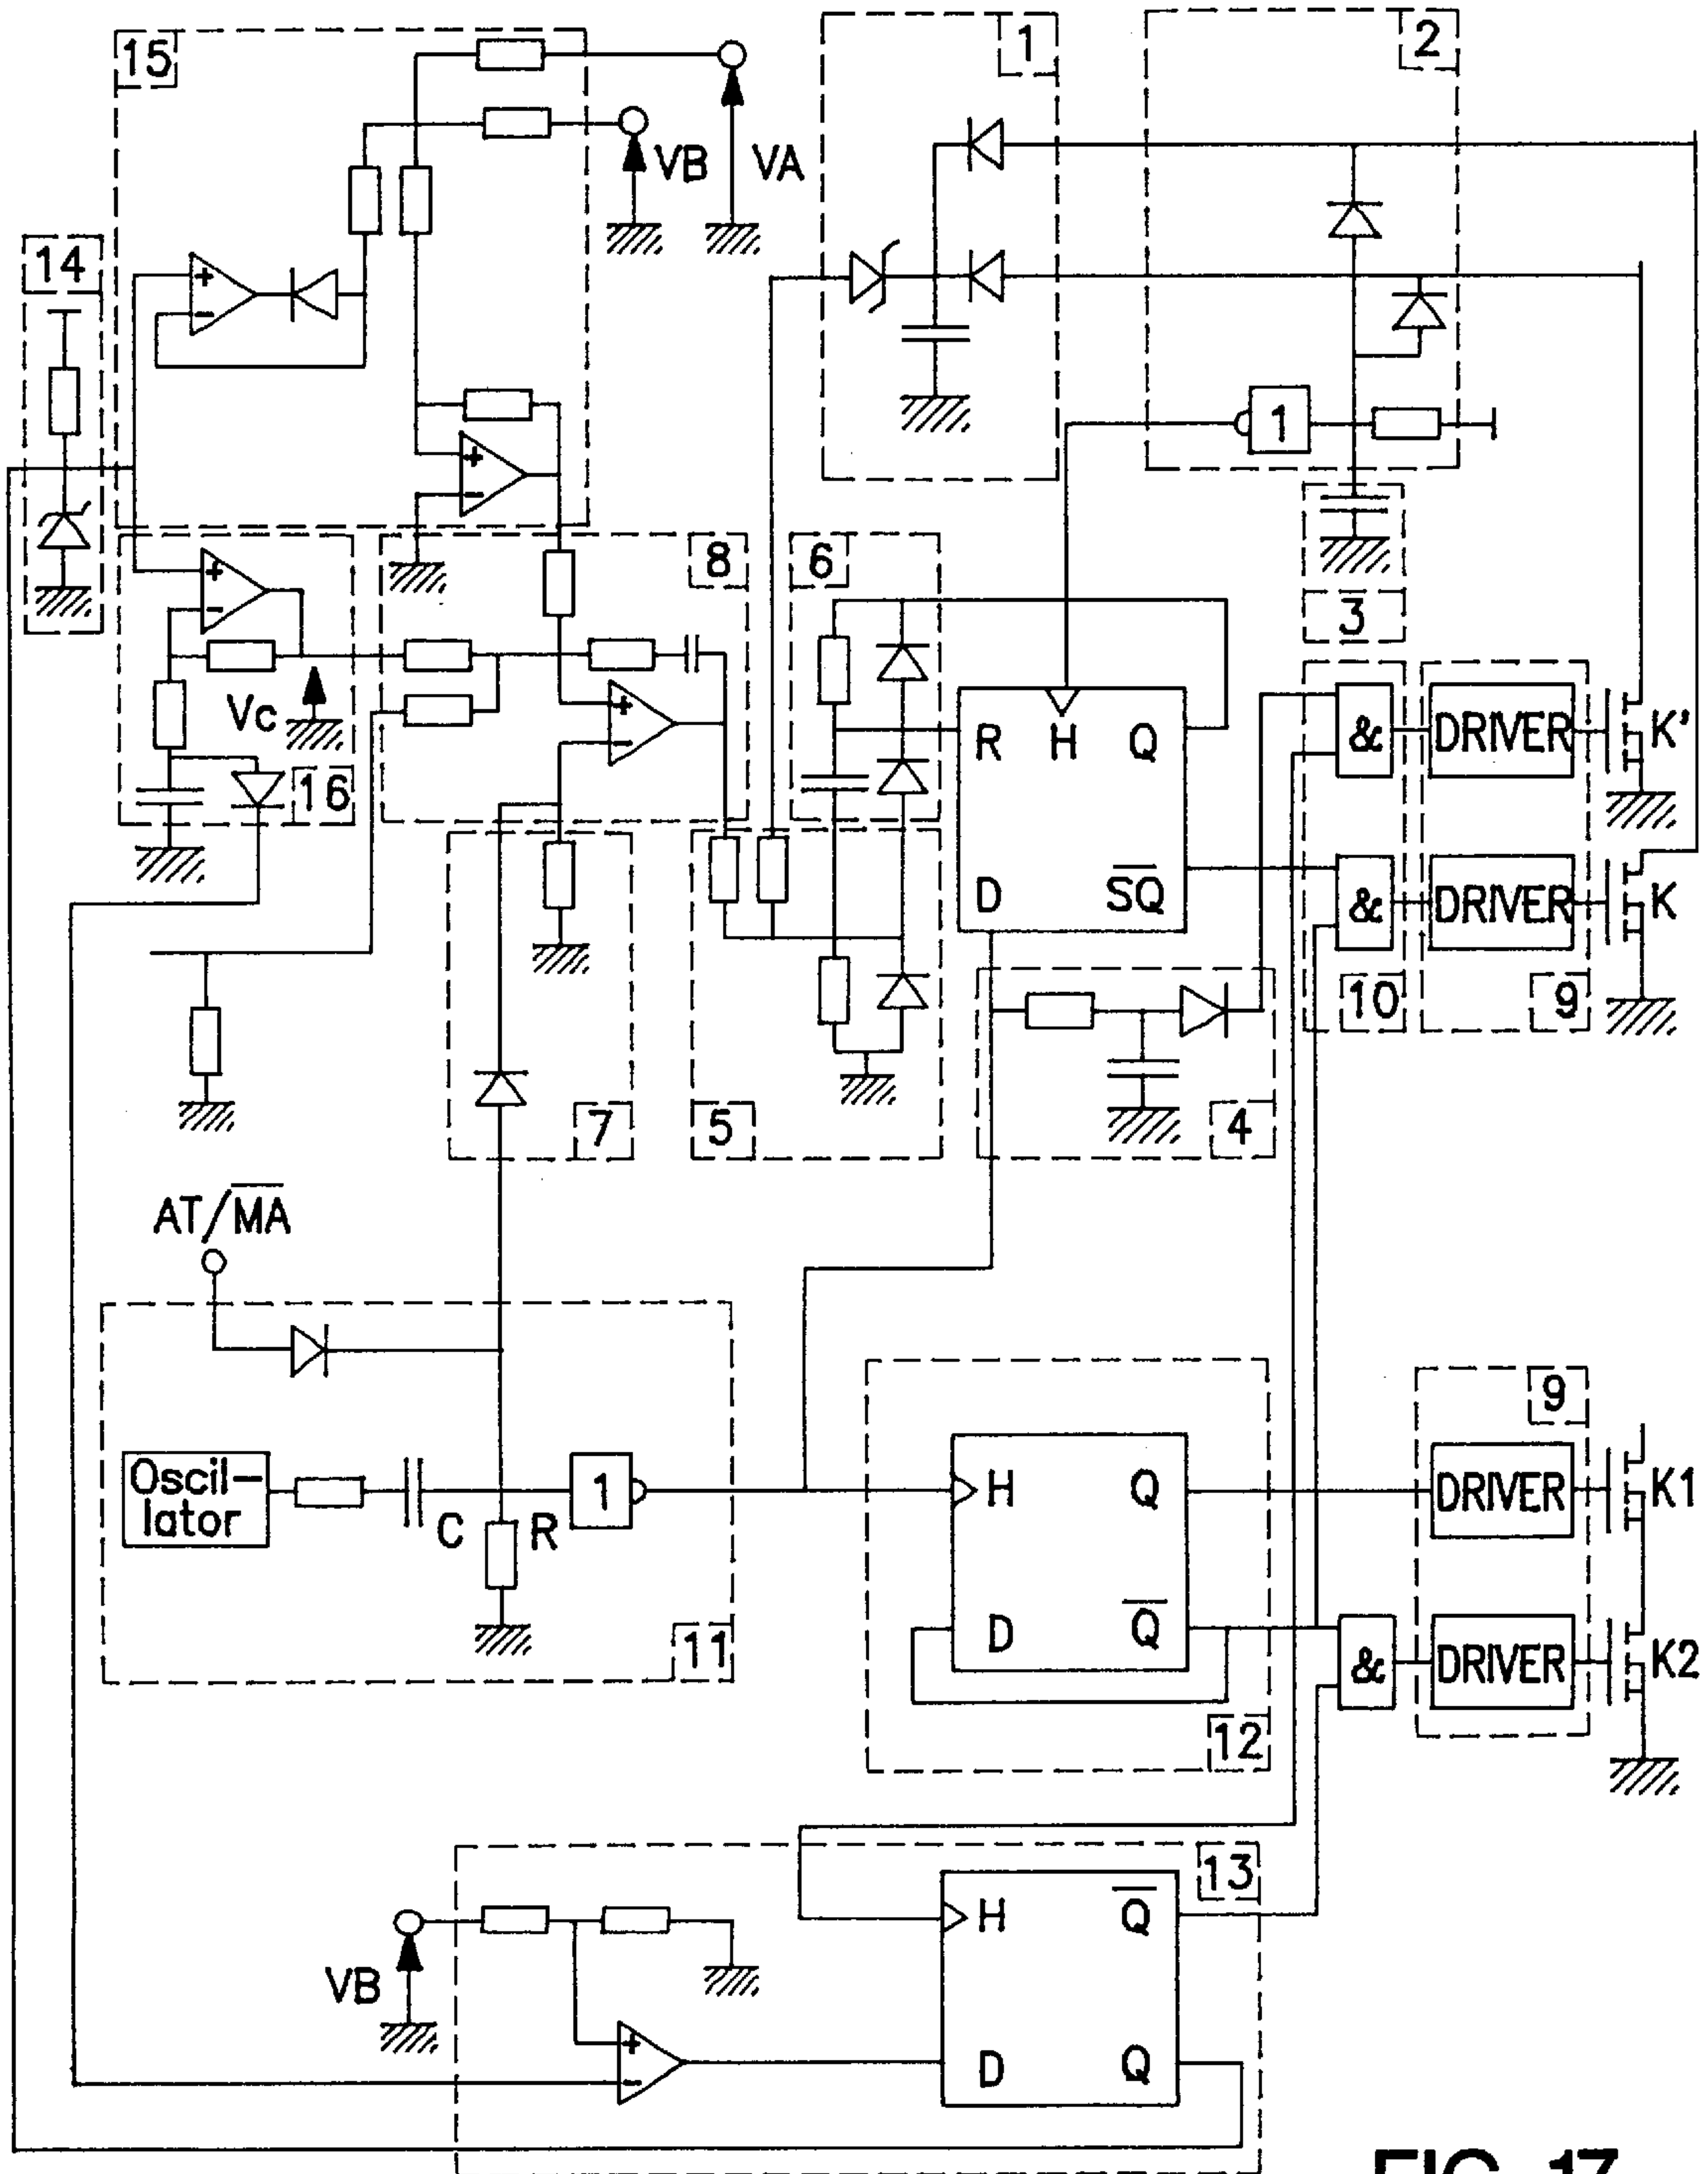 15
1
2
VB
VA
14
+
-
1
+
-
8
6
3
+
-
Vc
16
+
-
R
H
Q
D
SQ
&
DRIVER
K'
&
DRIVER
K
10
9
7
5
4
AT/MA
Oscil-
lator
C
R
1
11
H
Q
D
Q
12
9
DRIVER
K1
&
DRIVER
K2
13
VB
+
-
H
Q
D
Q
FIG. 17